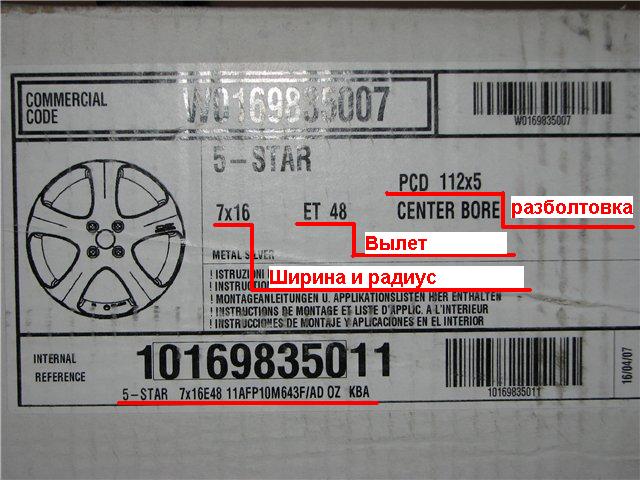 COMMERCIAL
CODE
W0169835007
W0169835007
5-STAR
PCD 112x5
разболтовка
7x16 ET 48 CENTER BORE
Вылет
METAL SILVER
! ISTRUZIONI
Ширина и радиус
! INSTRUCTION
! MONTAGEANLEITUNGEN U. APPLIKATIONSLISTEN HIER ENTHALTEN
! INSTRUCTIONS DE MONTAGE ET LISTE D'APPLIC. A L'INTERIEUR
! INSTRUCCIONES DE MONTAJE Y APLICACIONES EN EL INTERIOR
INTERNAL
REFERENCE
10169835011
10169835011
5-STAR 7x16E48 11AFP10M643F/AD OZ KBA
16/04/07